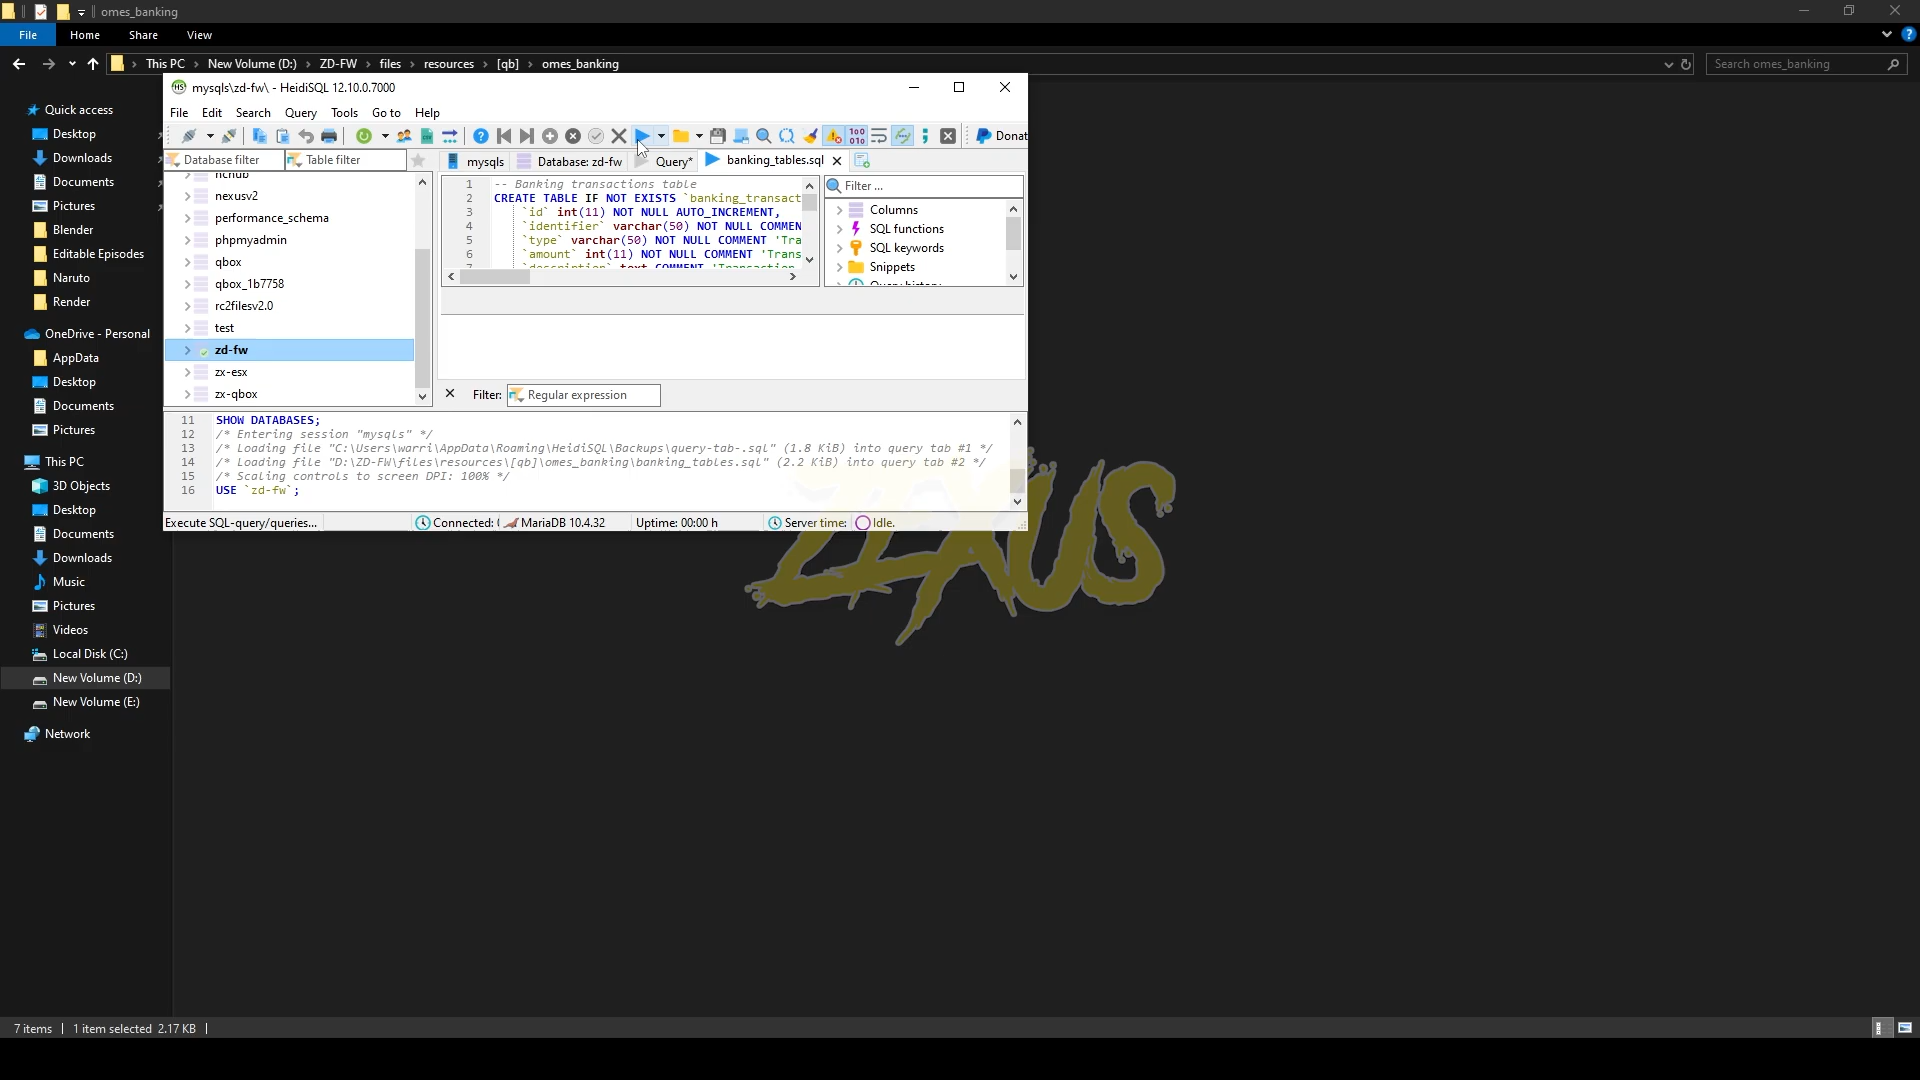 omes_banking
File Home Share View
This PC > New Volume (D:) > ZD-FW > files > resources > [qb] > omes_banking
Search omes_banking
Quick access
Desktop
Downloads
Documents
Pictures
Blender
Editable Episodes
Naruto
Render
OneDrive - Personal
AppData
Desktop
Documents
Pictures
This PC
3D Objects
Desktop
Documents
Downloads
Music
Pictures
Videos
Local Disk (C:)
New Volume (D:)
New Volume (E:)
Network
mysqls\zd-fw\ - HeidiSQL 12.10.0.7000
File Edit Search Query Tools Go to Help
Donat
Database filter Table filter
mysqls Database: zd-fw Query* banking_tables.sql
nchub
nexusv2
performance_schema
phpmyadmin
qbox
qbox_1b7758
rc2filesv2.0
test
zd-fw
zx-esx
zx-qbox
1 -- Banking transactions table
2 CREATE TABLE IF NOT EXISTS `banking_transact
3 `id` int(11) NOT NULL AUTO_INCREMENT,
4 `identifier` varchar(50) NOT NULL COMMEN
5 `type` varchar(50) NOT NULL COMMENT 'Tra
6 `amount` int(11) NOT NULL COMMENT 'Trans
7 `description` text COMMENT 'Transaction
Filter ...
Columns
SQL functions
SQL keywords
Snippets
Query history
Filter: Regular expression
11 SHOW DATABASES;
12 /* Entering session "mysqls" */
13 /* Loading file "C:\Users\warri\AppData\Roaming\HeidiSQL\Backups\query-tab-.sql" (1.8 KiB) into query tab #1 */
14 /* Loading file "D:\ZD-FW\files\resources\[qb]\omes_banking\banking_tables.sql" (2.2 KiB) into query tab #2 */
15 /* Scaling controls to screen DPI: 100% */
16 USE `zd-fw`;
Execute SQL-query/queries... Connected: ( MariaDB 10.4.32 Uptime: 00:00 h Server time: Idle.
7 items 1 item selected 2.17 KB